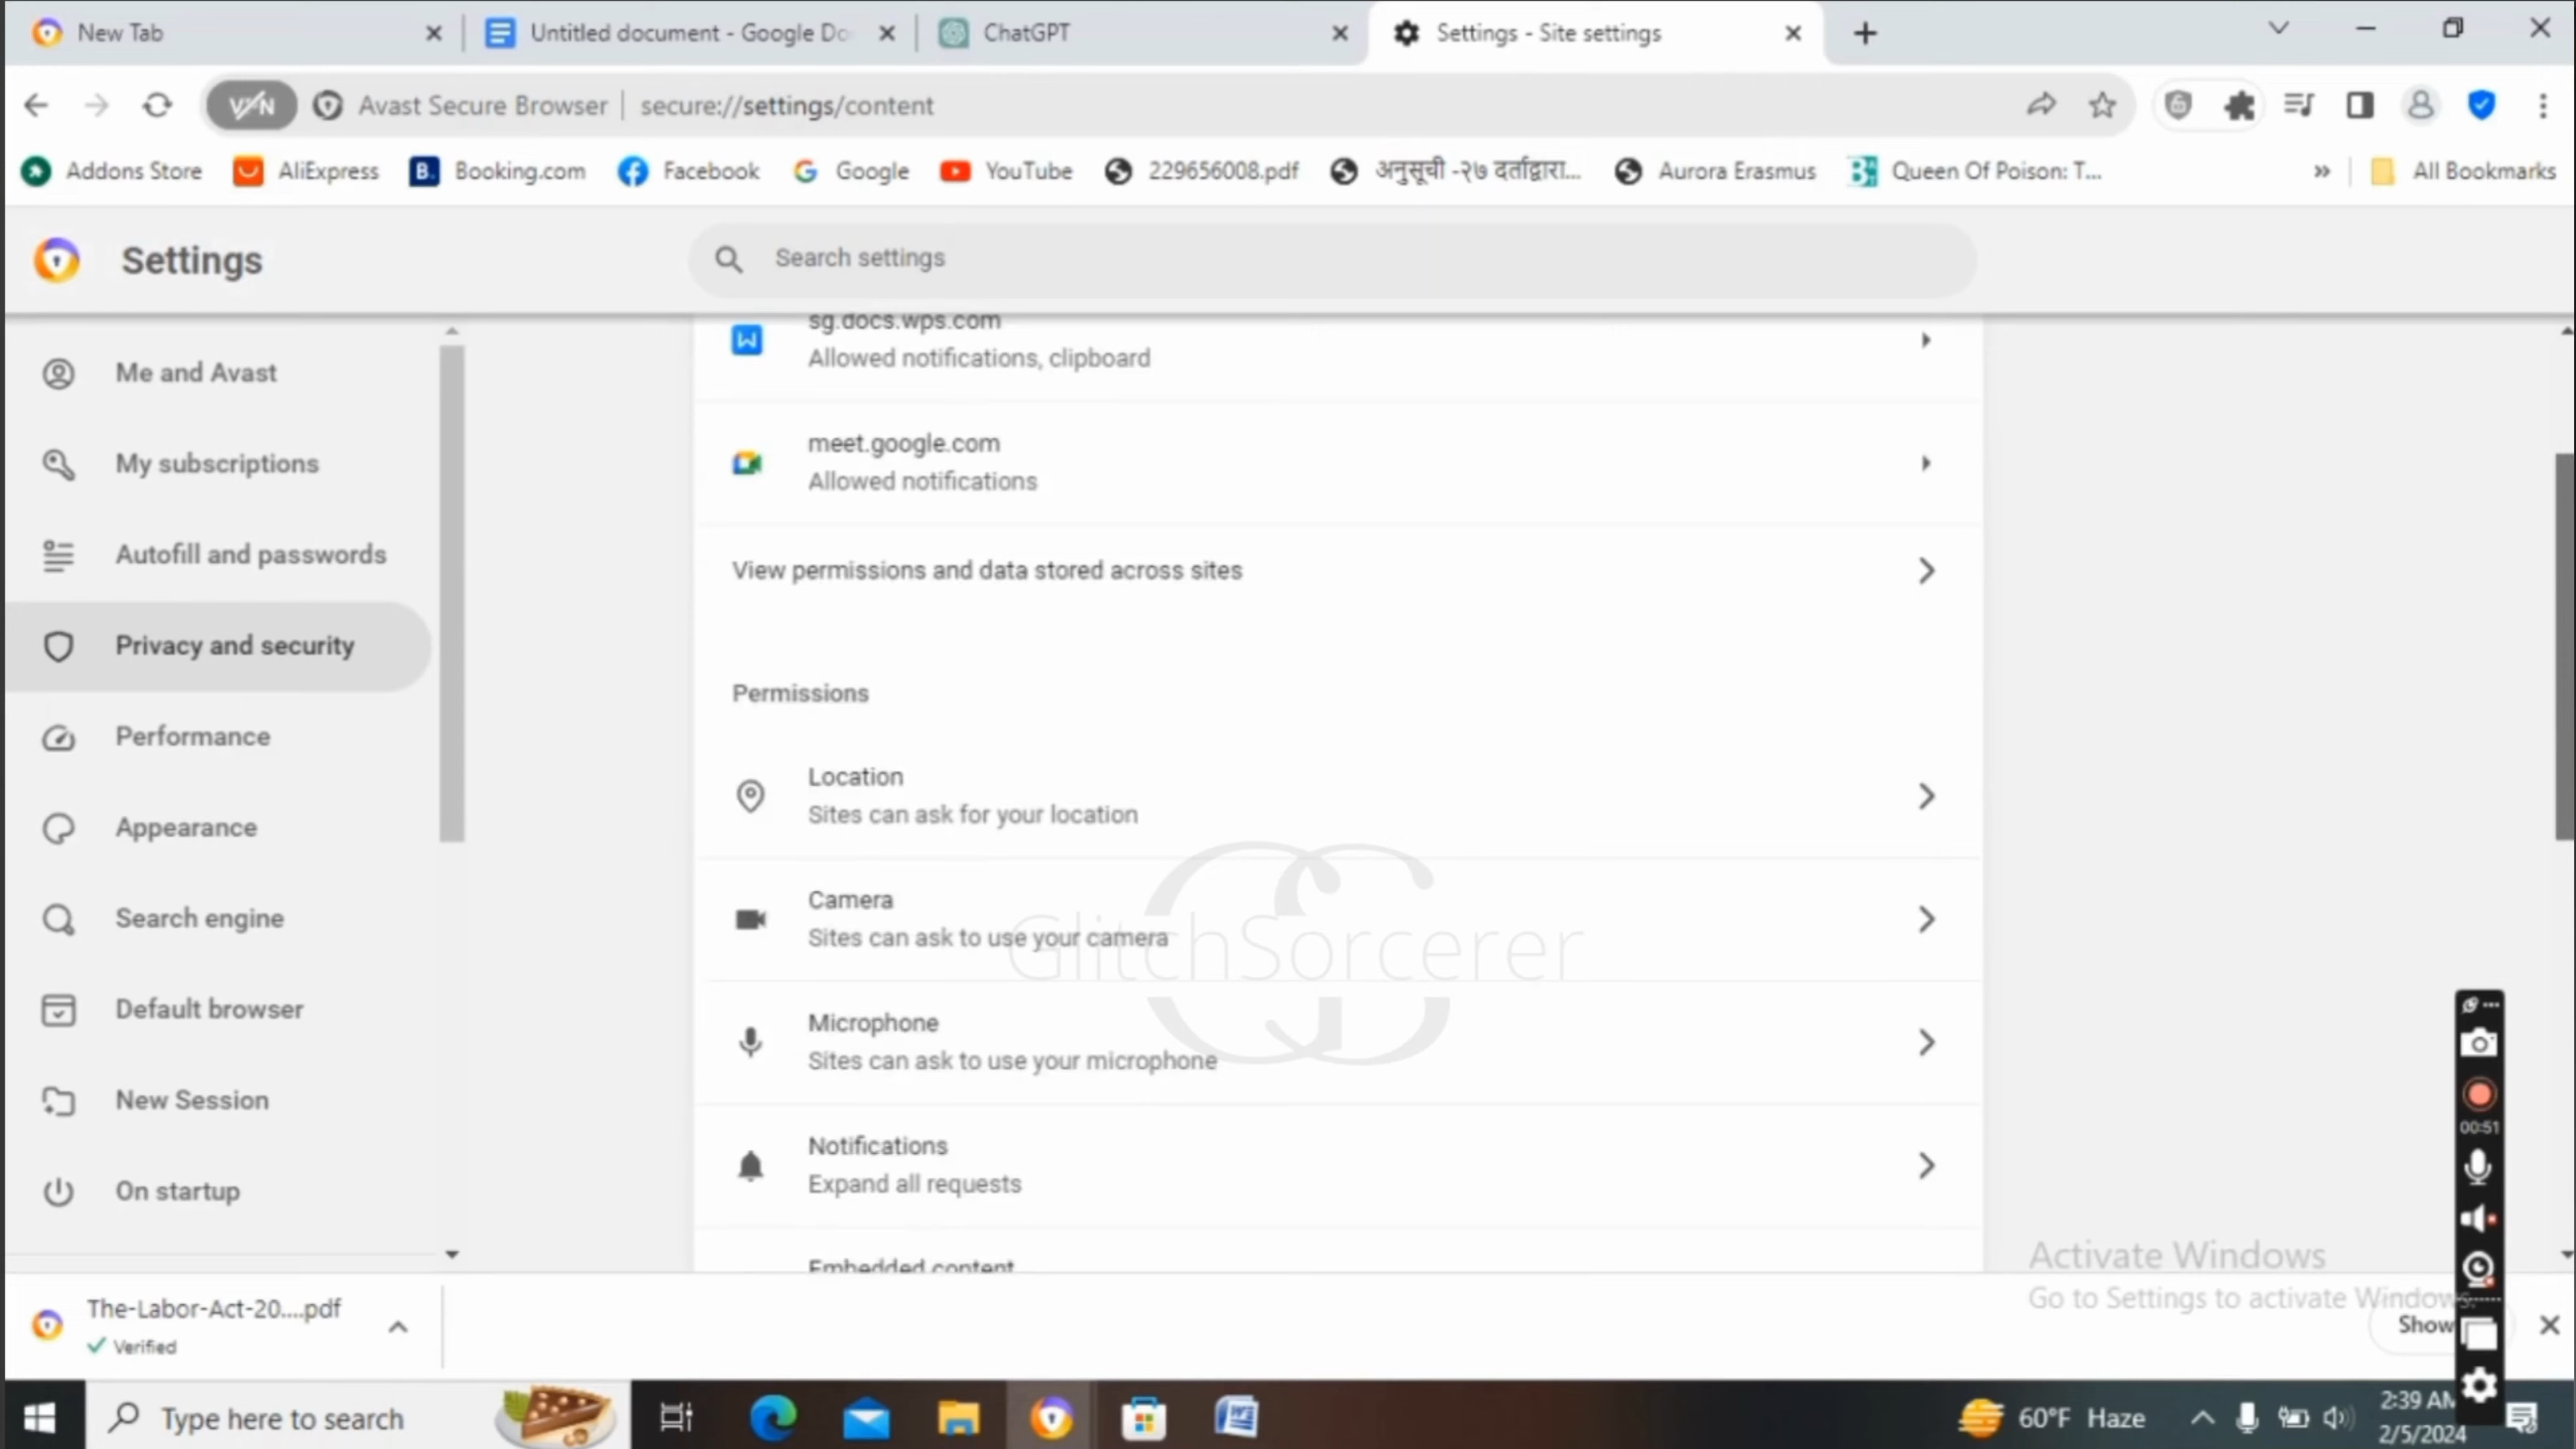 New Tab
Untitled document - Google Do
ChatGPT
Settings - Site settings
VPN
Avast Secure Browser
secure://settings/content
Addons Store
AliExpress
Booking.com
Facebook
Google
YouTube
229656008.pdf
अनुसूची -२७ दर्ताद्वारा...
Aurora Erasmus
Queen Of Poison: T...
All Bookmarks
Settings
Search settings
Me and Avast
My subscriptions
Autofill and passwords
Privacy and security
Performance
Appearance
Search engine
Default browser
New Session
On startup
sg.docs.wps.com
Allowed notifications, clipboard
meet.google.com
Allowed notifications
View permissions and data stored across sites
Permissions
Location
Sites can ask for your location
Camera
Sites can ask to use your camera
GlitchSorcerer
Microphone
Sites can ask to use your microphone
Notifications
Expand all requests
Embedded content
00:51
Activate Windows
Go to Settings to activate Windows.
The-Labor-Act-20....pdf
Verified
Show
Type here to search
60°F Haze
2:39 AM
2/5/2024